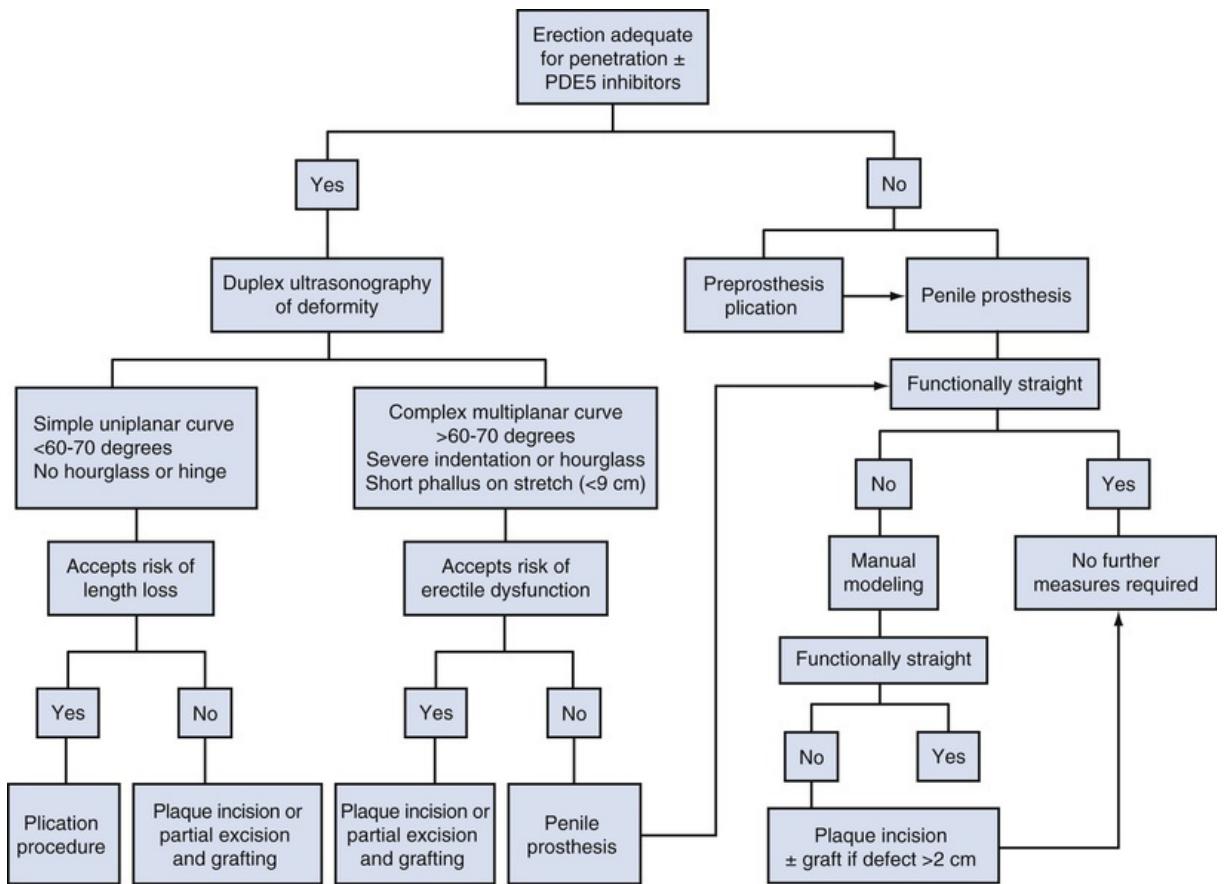 Erection adequate
for penetration ±
PDE5 inhibitors
Yes
No
Duplex ultrasonography
of deformity
Preprosthesis
plication
Penile prosthesis
Simple uniplanar curve
<60-70 degrees
No hourglass or hinge
Complex multiplanar curve
>60-70 degrees
Severe indentation or hourglass
Short phallus on stretch (<9 cm)
Functionally straight
No
Yes
Accepts risk of
length loss
Accepts risk of
erectile dysfunction
Manual
modeling
No further
measures required
Functionally straight
Yes
No
Yes
No
No
Yes
Plication
procedure
Plaque incision or
partial excision
and grafting
Plaque incision or
partial excision
and grafting
Penile
prosthesis
Plaque incision
± graft if defect >2 cm